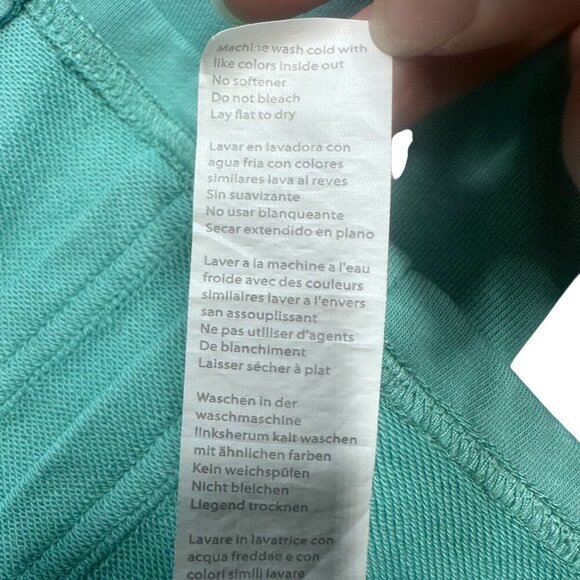 Machine wash cold with
like colors inside out
No softener
Do not bleach
Lay flat to dry
Lavar en lavadora con
agua fria con colores
similares lava al reves
Sin suavizante
No usar blanqueante
Secar extendido en plano
Laver a la machine a l'eau
froide avec des couleurs
similaires laver a l'envers
san assouplissant
Ne pas utiliser d'agents
De blanchiment
Laisser sécher à plat
Waschen in der
waschmaschine
linksherum kalt waschen
mit ähnlichen farben
Kein weichspülen
Nicht bleichen
Liegend trocknen
Lavare in lavatrice con
acqua freddae e con
colori simili lavare